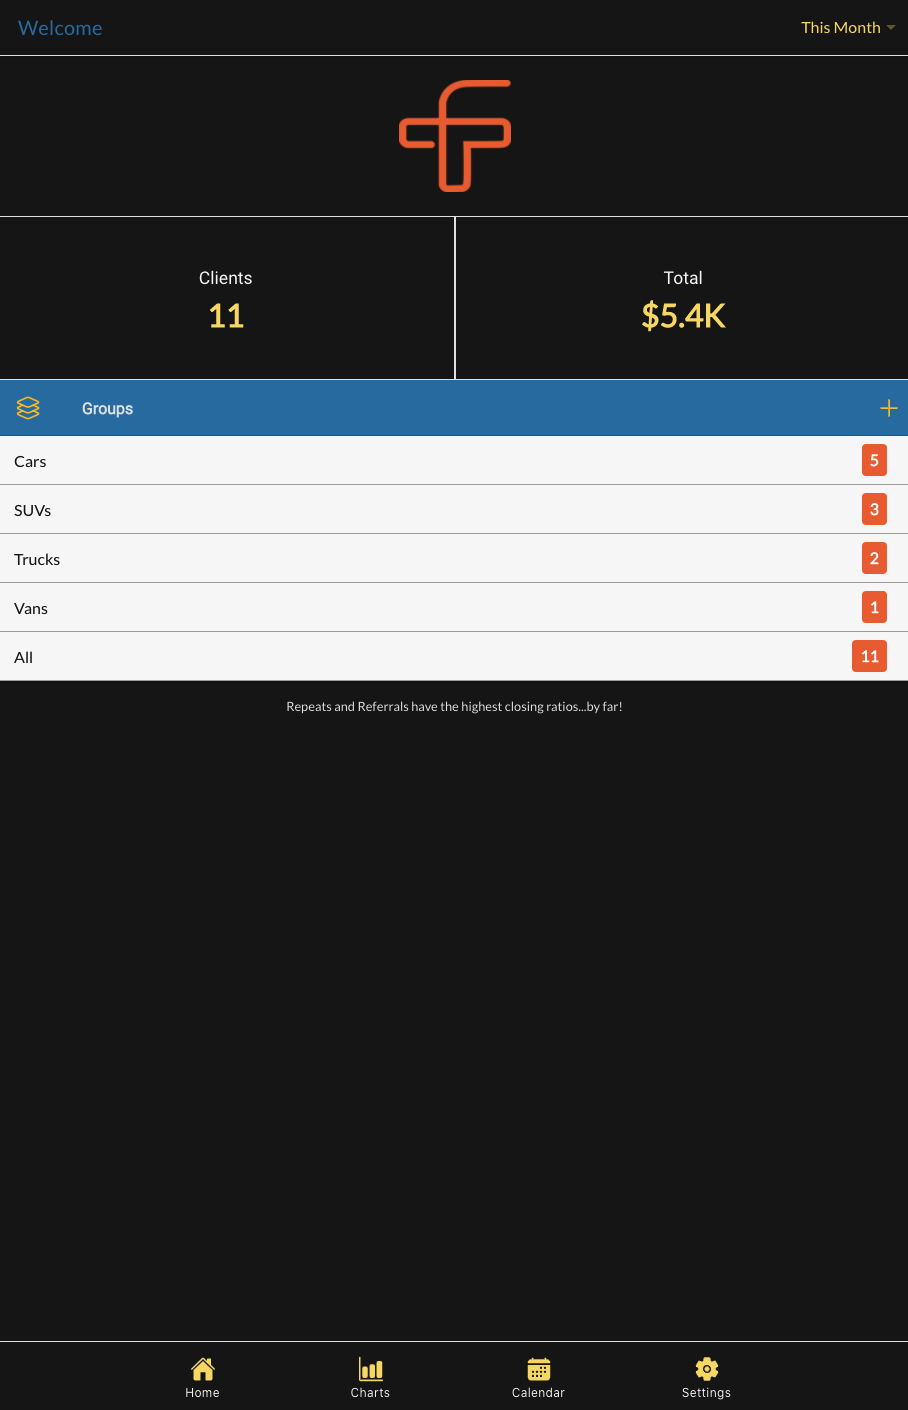 Welcome
This Month
Clients
Total
11
$5.4K
Groups
Cars
5
SUVs
3
Trucks
2
Vans
1
All
11
Repeats and Referrals have the highest closing ratios...by far!
Home
Charts
Calendar
Settings